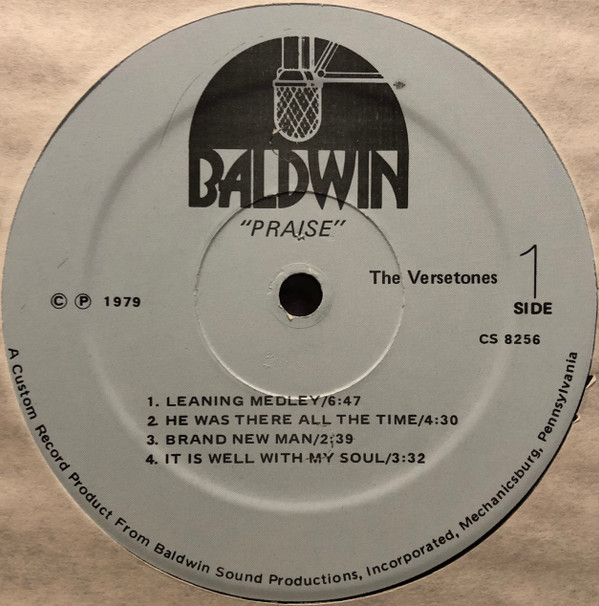 BALDWIN
"PRAISE"
The Versetones
1
SIDE
© ℗ 1979
CS 8256
1. LEANING MEDLEY/6:47
2. HE WAS THERE ALL THE TIME/4:30
3. BRAND NEW MAN/2:39
4. IT IS WELL WITH MY SOUL/3:32
A Custom Record Product From Baldwin Sound Productions, Incorporated, Mechanicsburg, Pennsylvania